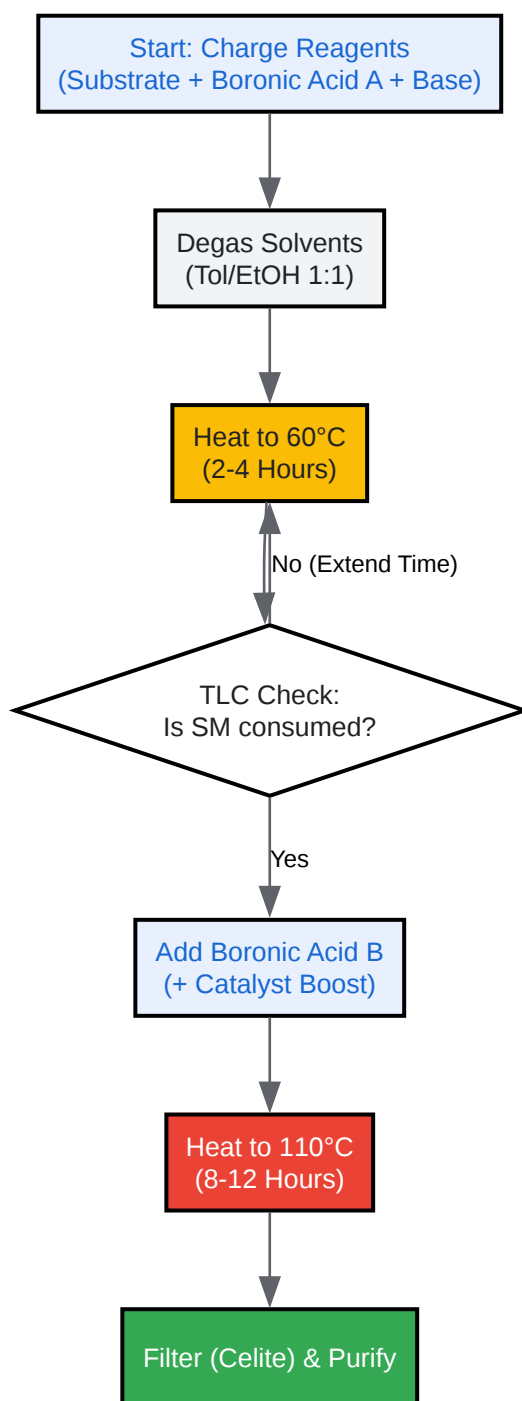 Start: Charge Reagents
(Substrate + Boronic Acid A + Base)
Degas Solvents
(Tol/EtOH 1:1)
Heat to 60°C
(2-4 Hours)
No (Extend Time)
TLC Check:
Is SM consumed?
Yes
Add Boronic Acid B
(+ Catalyst Boost)
Heat to 110°C
(8-12 Hours)
Filter (Celite) & Purify